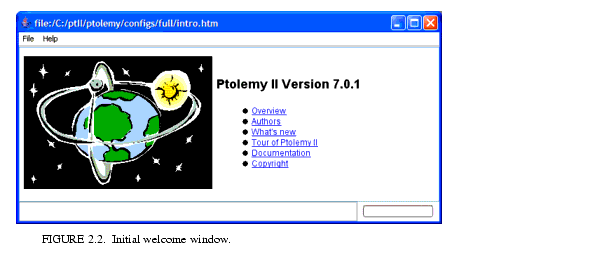 file:/C:/ptII/ptolemy/configs/full/intro.htm
File Help
Ptolemy II Version 7.0.1
Overview
Authors
What's new
Tour of Ptolemy II
Documentation
Copyright
FIGURE 2.2. Initial welcome window.